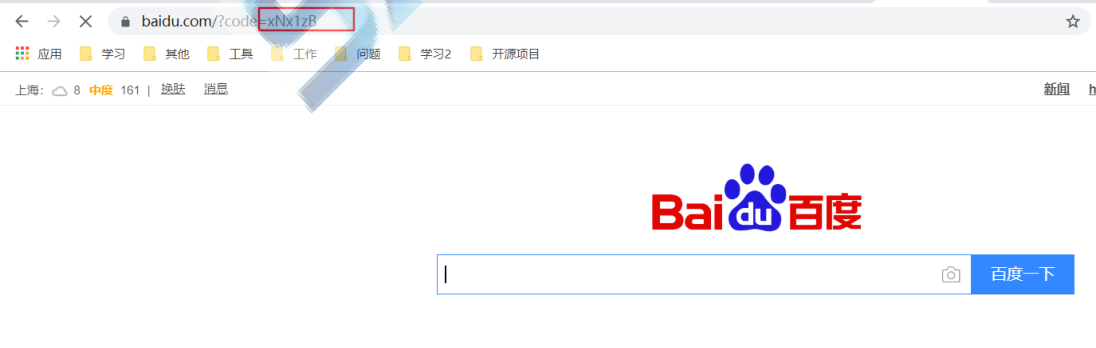 baidu.com/?code=xNx1zB
应用 学习 其他 工具 工作 问题 学习2 开源项目
上海: 8 中度 161 | 换肤 消息 新闻 h
Bai du 百度
百度一下